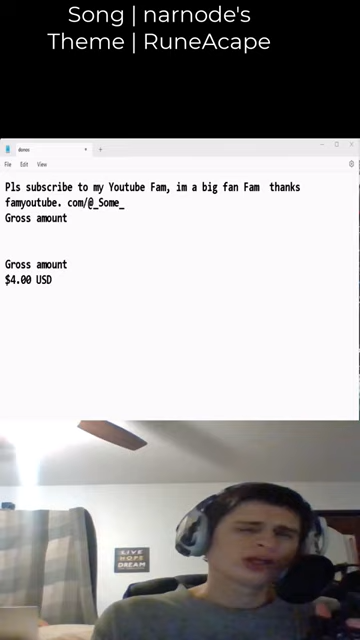 Song | narnode's
Theme | RuneAcape
donos
File Edit View
Pls subscribe to my Youtube Fam, im a big fan Fam  thanks
famyoutube. com/@_Some_
Gross amount
Gross amount
$4.00 USD
LIVE
HOPE
DREAM